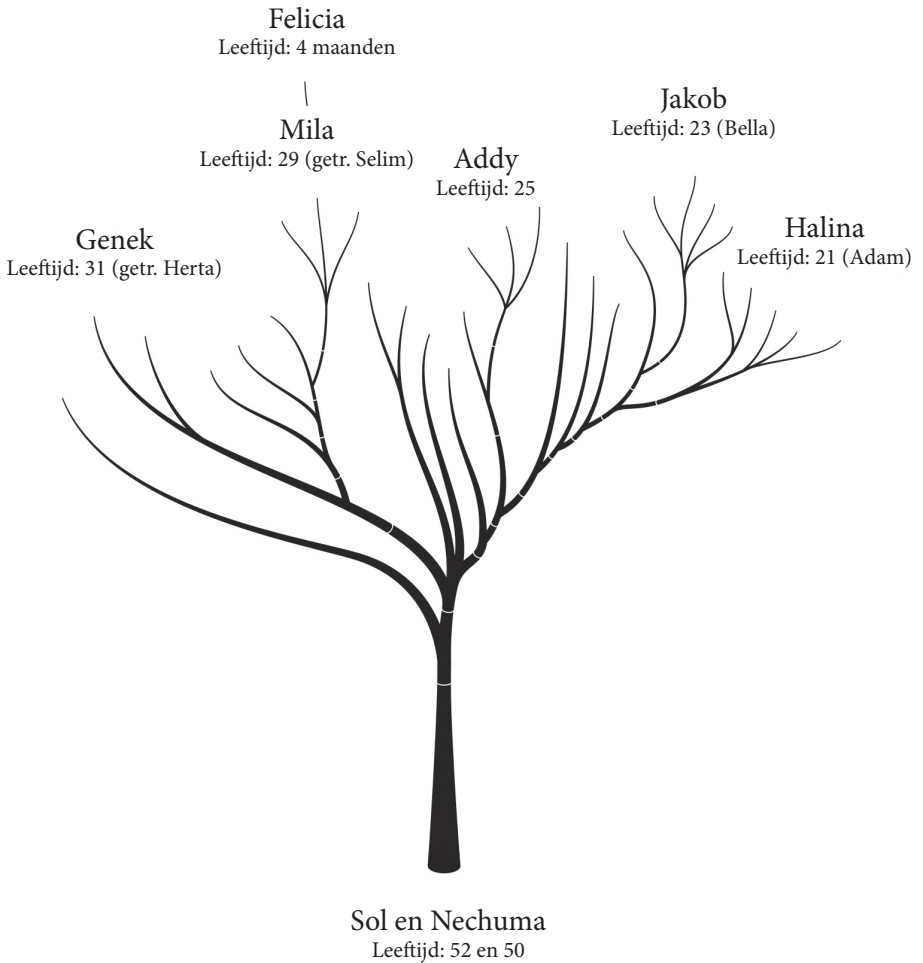 Felicia
Leeftijd: 4 maanden
Mila
Leeftijd: 29 (getr. Selim)
Jakob
Leeftijd: 23 (Bella)
Addy
Leeftijd: 25
Genek
Leeftijd: 31 (getr. Herta)
Halina
Leeftijd: 21 (Adam)
Sol en Nechuma
Leeftijd: 52 en 50